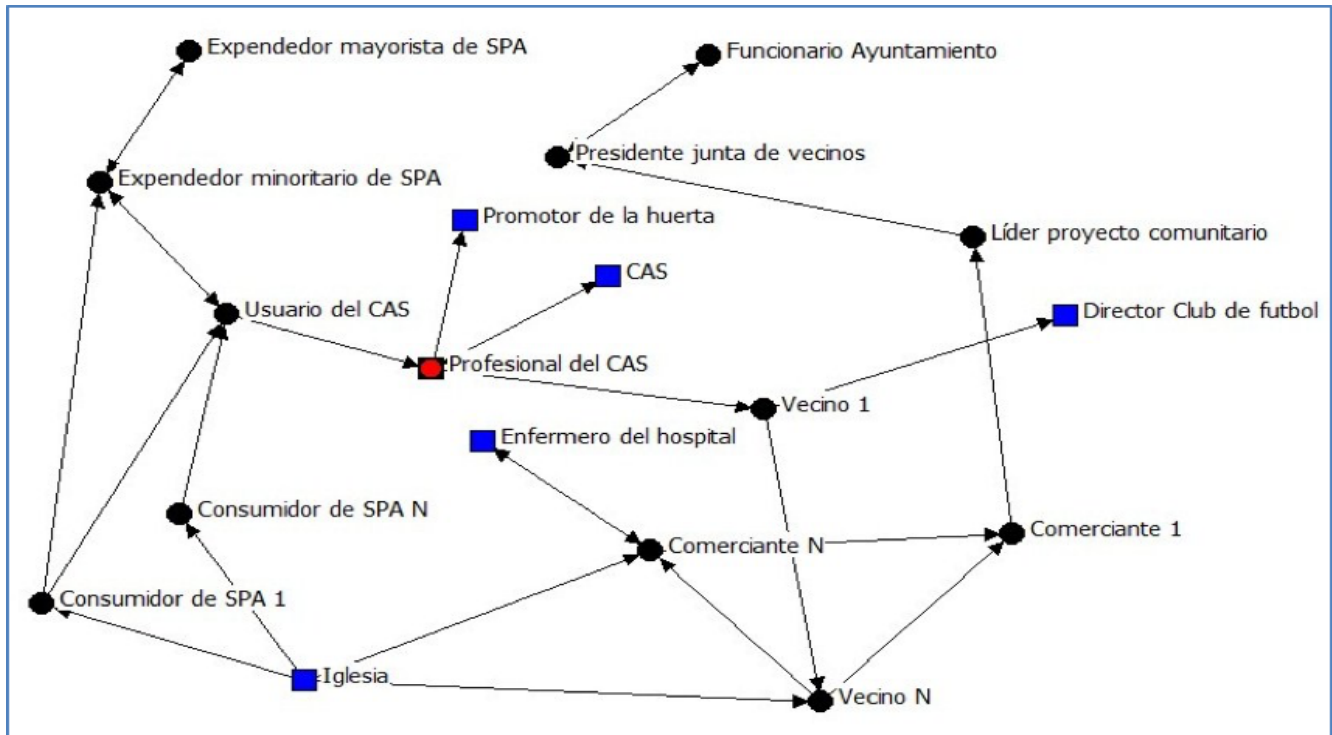 Expendedor mayorista de SPA
Funcionario Ayuntamiento
Presidente junta de vecinos
Expendedor minoritario de SPA
Promotor de la huerta
Líder proyecto comunitario
CAS
Usuario del CAS
Director Club de futbol
Profesional del CAS
Vecino 1
Enfermero del hospital
Consumidor de SPA N
Comerciante N
Comerciante 1
Consumidor de SPA 1
Iglesia
Vecino N